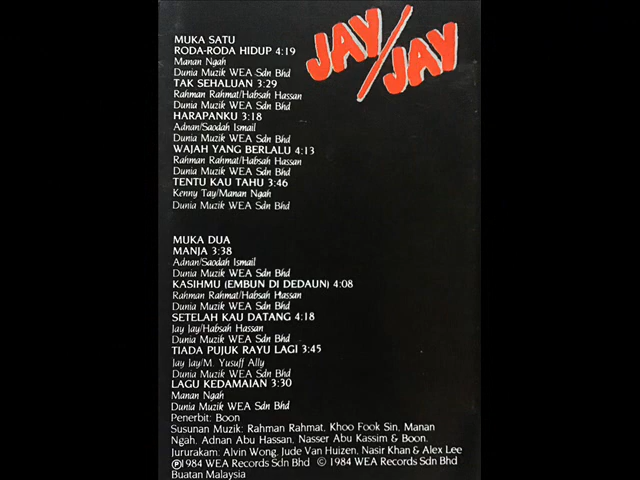 JAY/JAY
MUKA SATU
RODA-RODA HIDUP 4:19
Manan Ngah
Dunia Muzik WEA Sdn Bhd
TAK SEHALUAN 3:29
Rahman Rahmat/Habsah Hassan
Dunia Muzik WEA Sdn Bhd
HARAPANKU 3:18
Adnan/Saodah Ismail
Dunia Muzik WEA Sdn Bhd
WAJAH YANG BERLALU 4:13
Rahman Rahmat/Habsah Hassan
Dunia Muzik WEA Sdn Bhd
TENTU KAU TAHU 3:46
Kenny Tay/Manan Ngah
Dunia Muzik WEA Sdn Bhd
MUKA DUA
MANJA 3:38
Adnan/Saodah Ismail
Dunia Muzik WEA Sdn Bhd
KASIHMU (EMBUN DI DEDAUN) 4:08
Rahman Rahmat/Habsah Hassan
Dunia Muzik WEA Sdn Bhd
SETELAH KAU DATANG 4:18
Jay Jay/Habsah Hassan
Dunia Muzik WEA Sdn Bhd
TIADA PUJUK RAYU LAGI 3:45
Jay Jay/M. Yusuff Ally
Dunia Muzik WEA Sdn Bhd
LAGU KEDAMAIAN 3:30
Manan Ngah
Dunia Muzik WEA Sdn Bhd
Penerbit: Boon
Susunan Muzik: Rahman Rahmat, Khoo Fook Sin, Manan
Ngah, Adnan Abu Hassan, Nasser Abu Kassim & Boon.
Jururakam: Alvin Wong, Jude Van Huizen, Nasir Khan & Alex Lee
℗1984 WEA Records Sdn Bhd © 1984 WEA Records Sdn Bhd
Buatan Malaysia